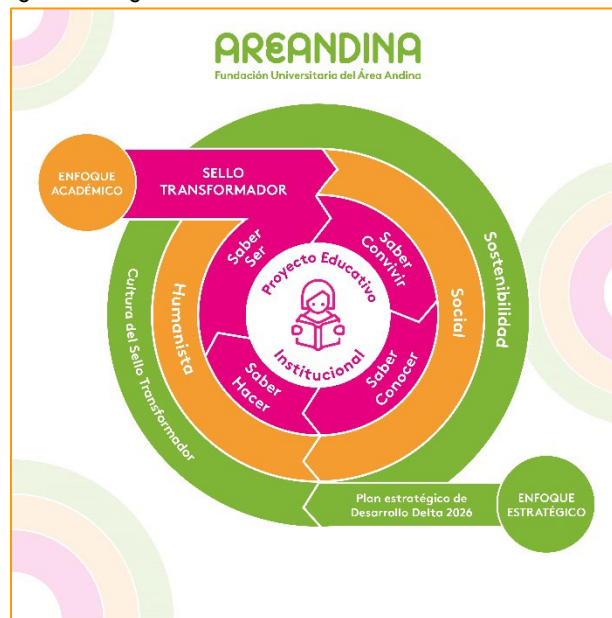 AREANDINA
Fundación Universitaria del Área Andina
ENFOQUE
ACADÉMICO
SELLO
TRANSFORMADOR
Saber
Ser
Saber
Convivir
Saber
Conocer
Saber
Hacer
Proyecto Educativo
Institucional
Humanista
Social
Cultura del Sello Transformador
Sostenibilidad
Plan estratégico de
Desarrollo Delta 2026
ENFOQUE
ESTRATÉGICO